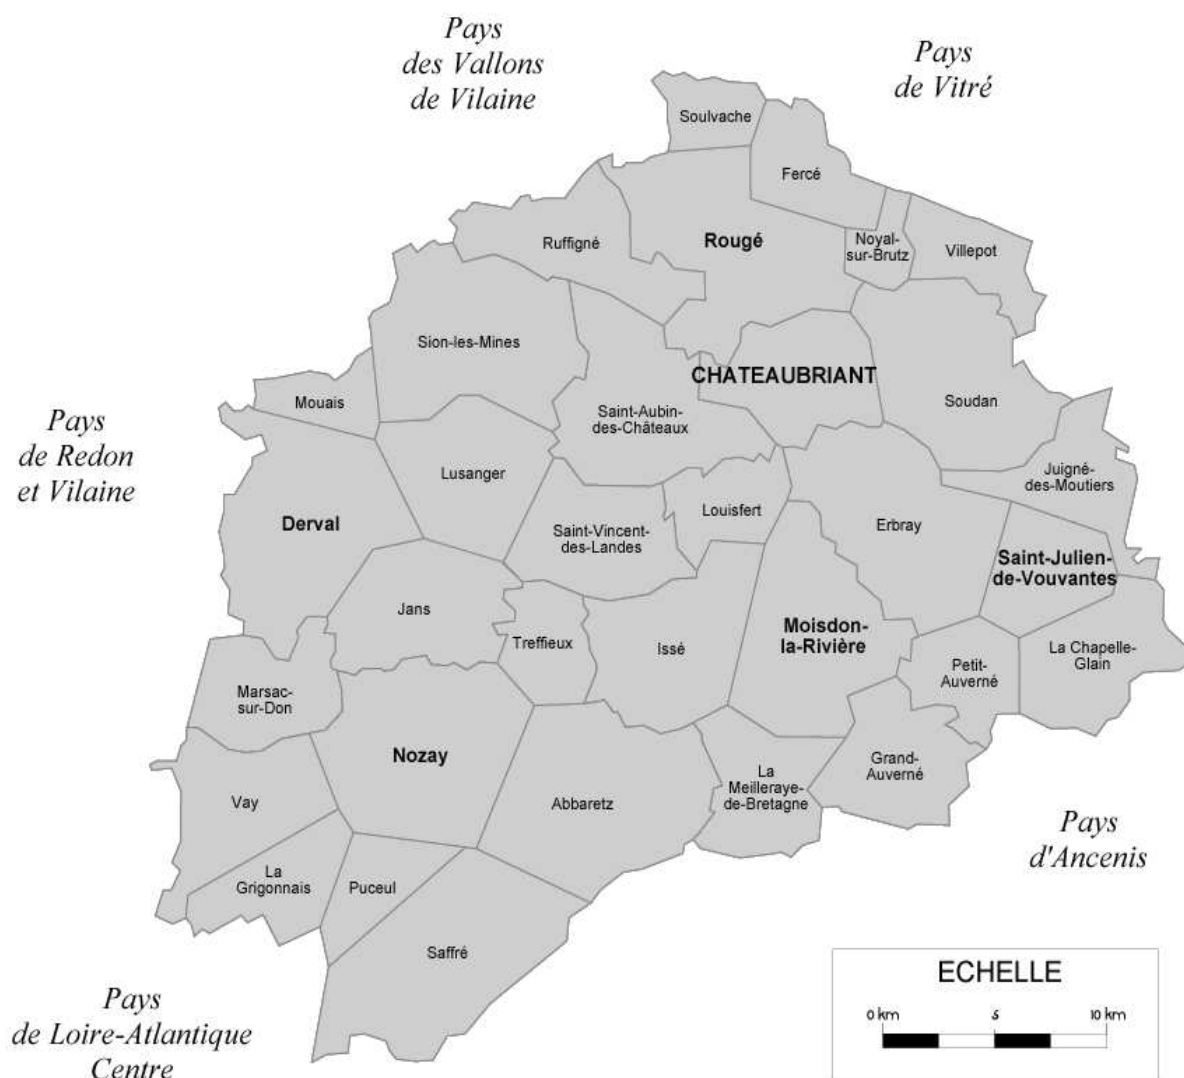 Pays
des Vallons
de Vilaine
Pays
de Vitré
Soulvache
Fercé
Ruffigné
Rougé
Noyal-
sur-Brutz
Villepot
Sion-les-Mines
CHATEAUBRIANT
Mouais
Saint-Aubin-
des-Châteaux
Soudan
Pays
de Redon
et Vilaine
Lusanger
Juigné-
des-Moutiers
Derval
Saint-Vincent-
des-Landes
Louisfert
Erbray
Saint-Julien-
de-Vouvantes
Jans
Treffieux
Issé
Moisdon-
la-Rivière
Petit-
Auverné
La Chapelle-
Glain
Marsac-
sur-Don
Nozay
Grand-
Auverné
Vay
Abbaretz
La
Meilleraye-
de-Bretagne
Pays
d'Ancenis
La
Grigonnais
Puceul
Saffré
Pays
de Loire-Atlantique
Centre
ECHELLE
0 km 5 10 km